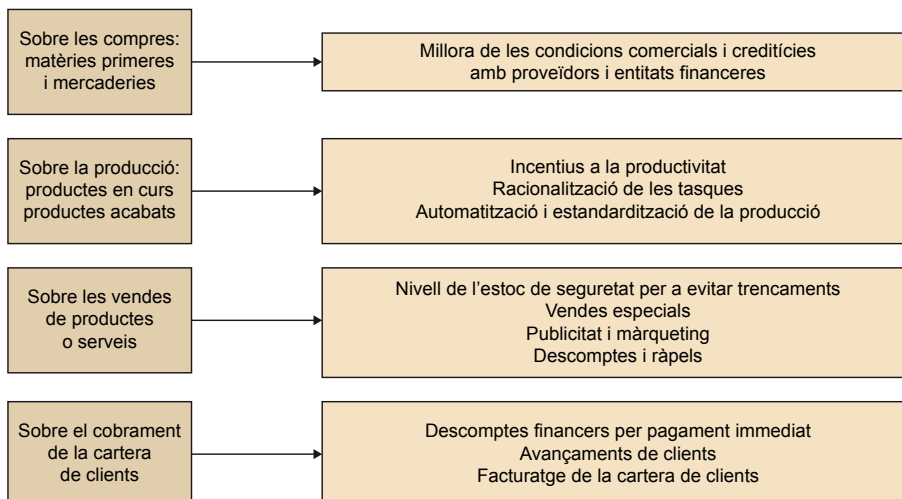 Sobre les compres:
matèries primeres
i mercaderies
Millora de les condicions comercials i creditícies
amb proveïdors i entitats financeres
Sobre la producció:
productes en curs
productes acabats
Incentius a la productivitat
Racionalització de les tasques
Automatització i estandardització de la producció
Sobre les vendes
de productes
o serveis
Nivell de l’estoc de seguretat per a evitar trencaments
Vendes especials
Publicitat i màrqueting
Descomptes i ràpels
Sobre el cobrament
de la cartera
de clients
Descomptes financers per pagament immediat
Avançaments de clients
Facturatge de la cartera de clients